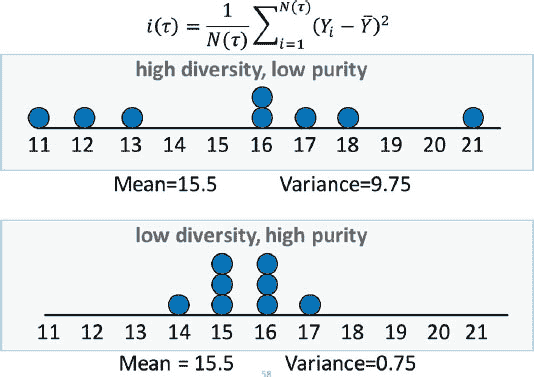 i(τ) = 1/N(τ) ∑_{i=1}^{N(τ)} (Y_i − Ȳ)²
high diversity, low purity
11 12 13 14 15 16 17 18 19 20 21
Mean=15.5 Variance=9.75
low diversity, high purity
11 12 13 14 15 16 17 18 19 20 21
Mean = 15.5 Variance=0.75
58